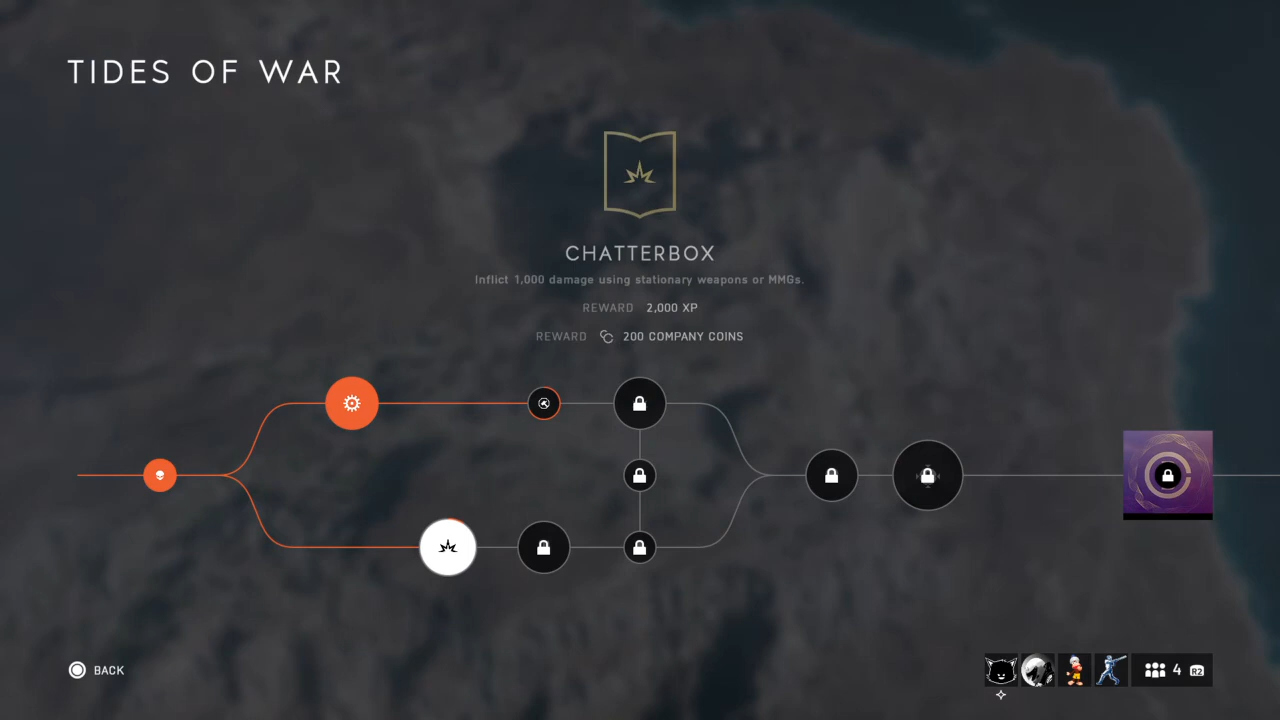 TIDES OF WAR
CHATTERBOX
Inflict 1,000 damage using stationary weapons or MMGs.
REWARD 2,000 XP
REWARD 200 COMPANY COINS
BACK
4 R2